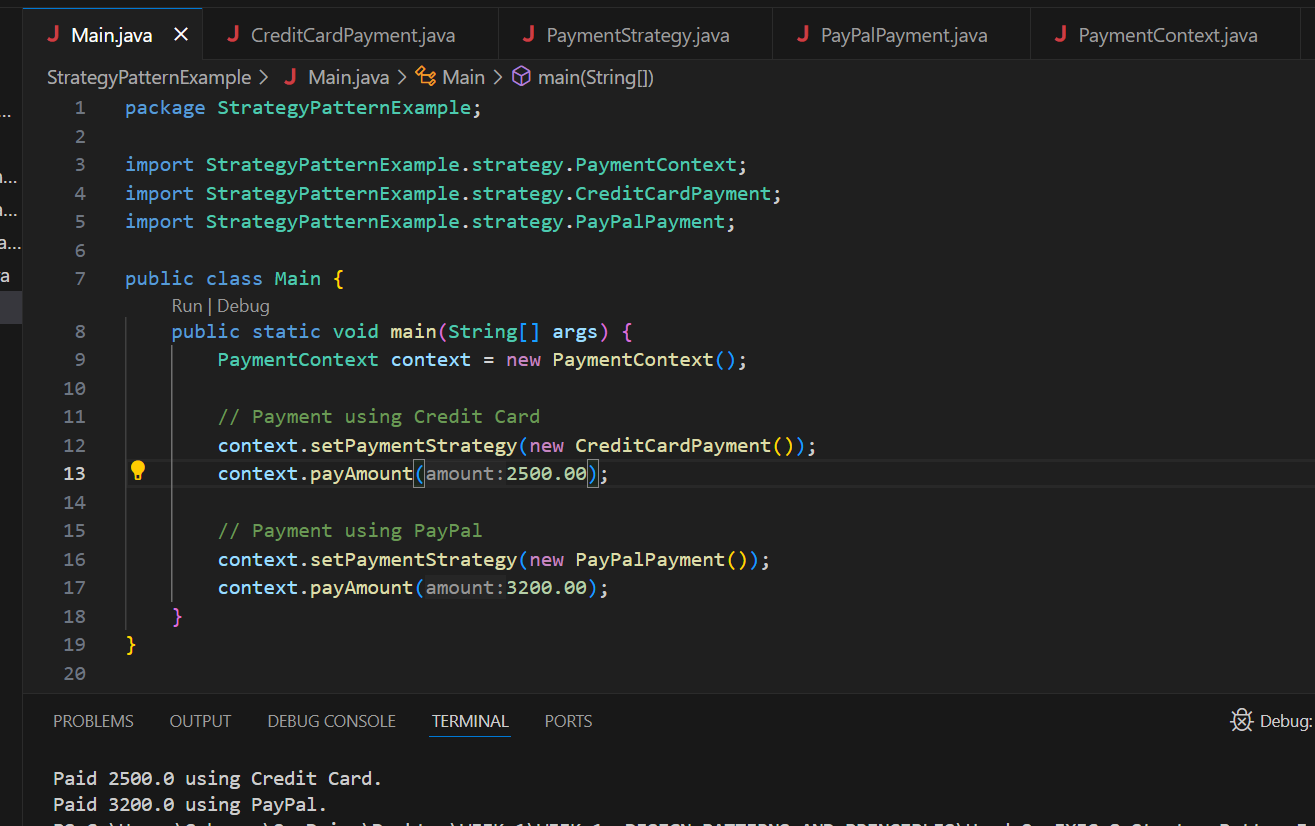 Main.java CreditCardPayment.java PaymentStrategy.java PayPalPayment.java PaymentContext.java
StrategyPatternExample > Main.java > Main > main(String[])
1 package StrategyPatternExample;
2
3 import StrategyPatternExample.strategy.PaymentContext;
4 import StrategyPatternExample.strategy.CreditCardPayment;
5 import StrategyPatternExample.strategy.PayPalPayment;
6
7 public class Main {
Run | Debug
8 public static void main(String[] args) {
9 PaymentContext context = new PaymentContext();
10
11 // Payment using Credit Card
12 context.setPaymentStrategy(new CreditCardPayment());
13 context.payAmount(amount:2500.00);
14
15 // Payment using PayPal
16 context.setPaymentStrategy(new PayPalPayment());
17 context.payAmount(amount:3200.00);
18 }
19 }
20
PROBLEMS OUTPUT DEBUG CONSOLE TERMINAL PORTS Debug:
Paid 2500.0 using Credit Card.
Paid 3200.0 using PayPal.